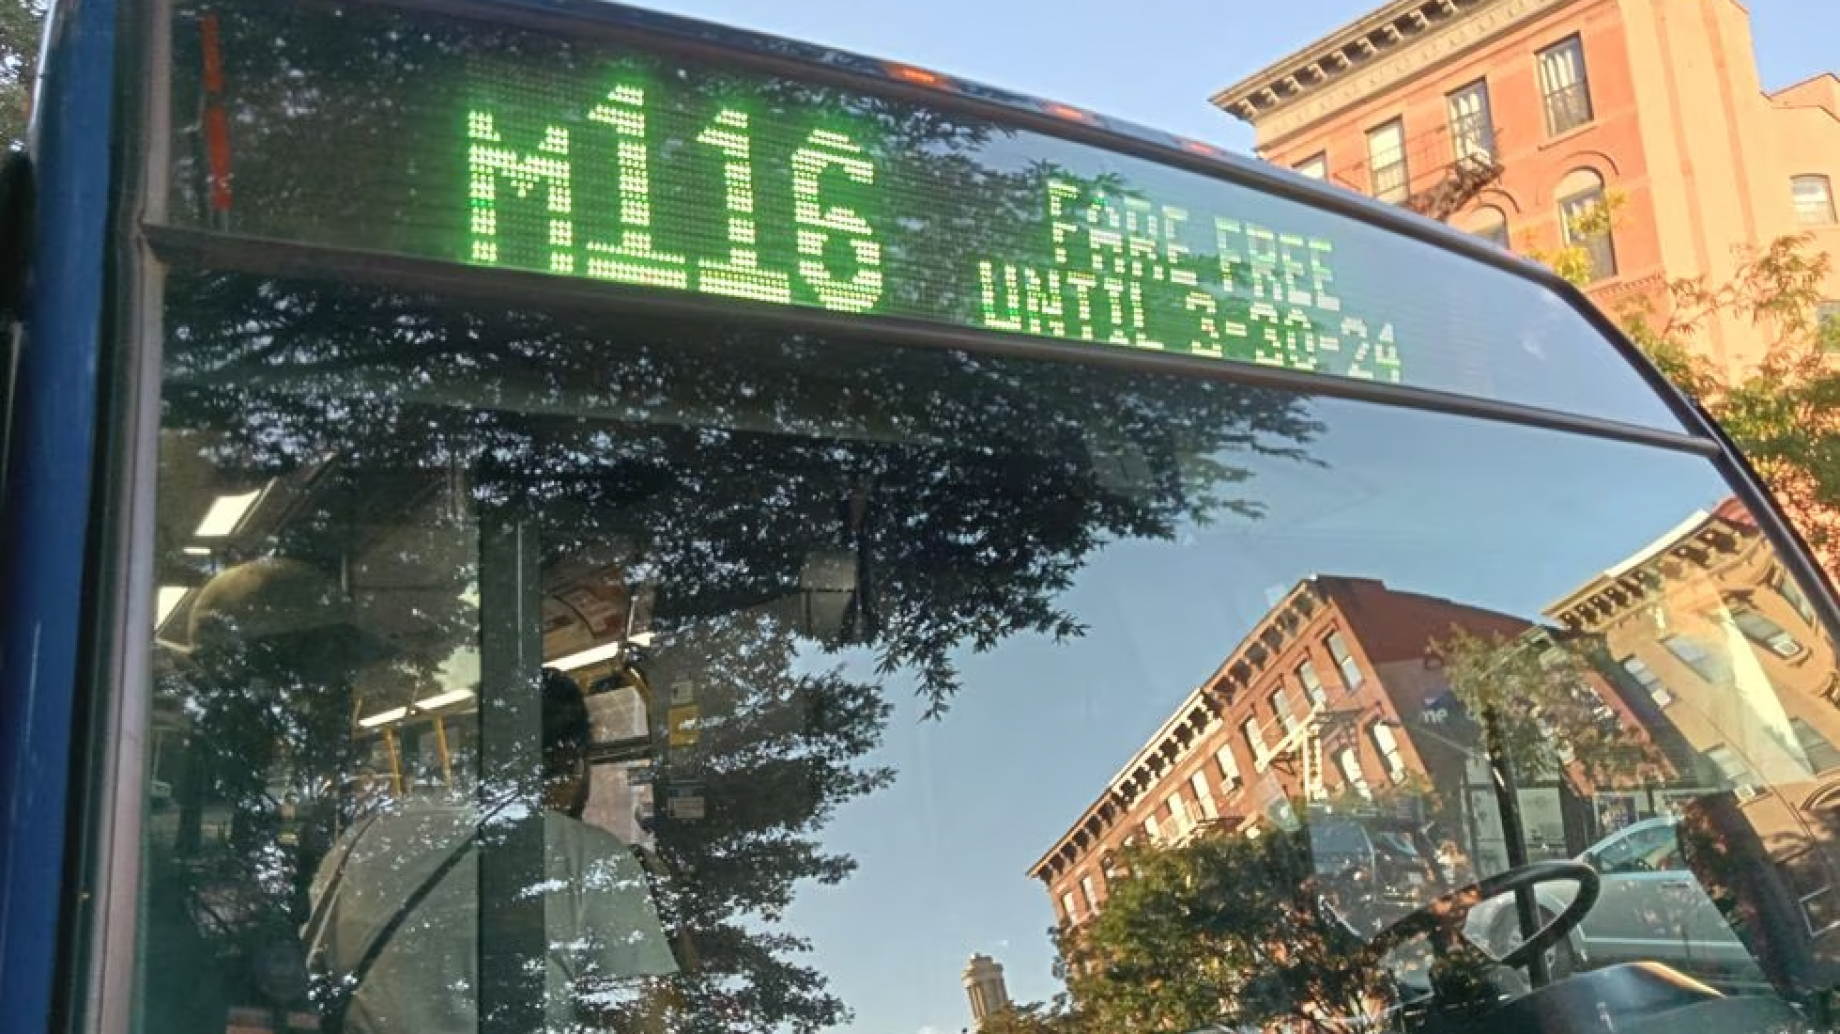 M116
FARE FREE
UNTIL 3-30-24